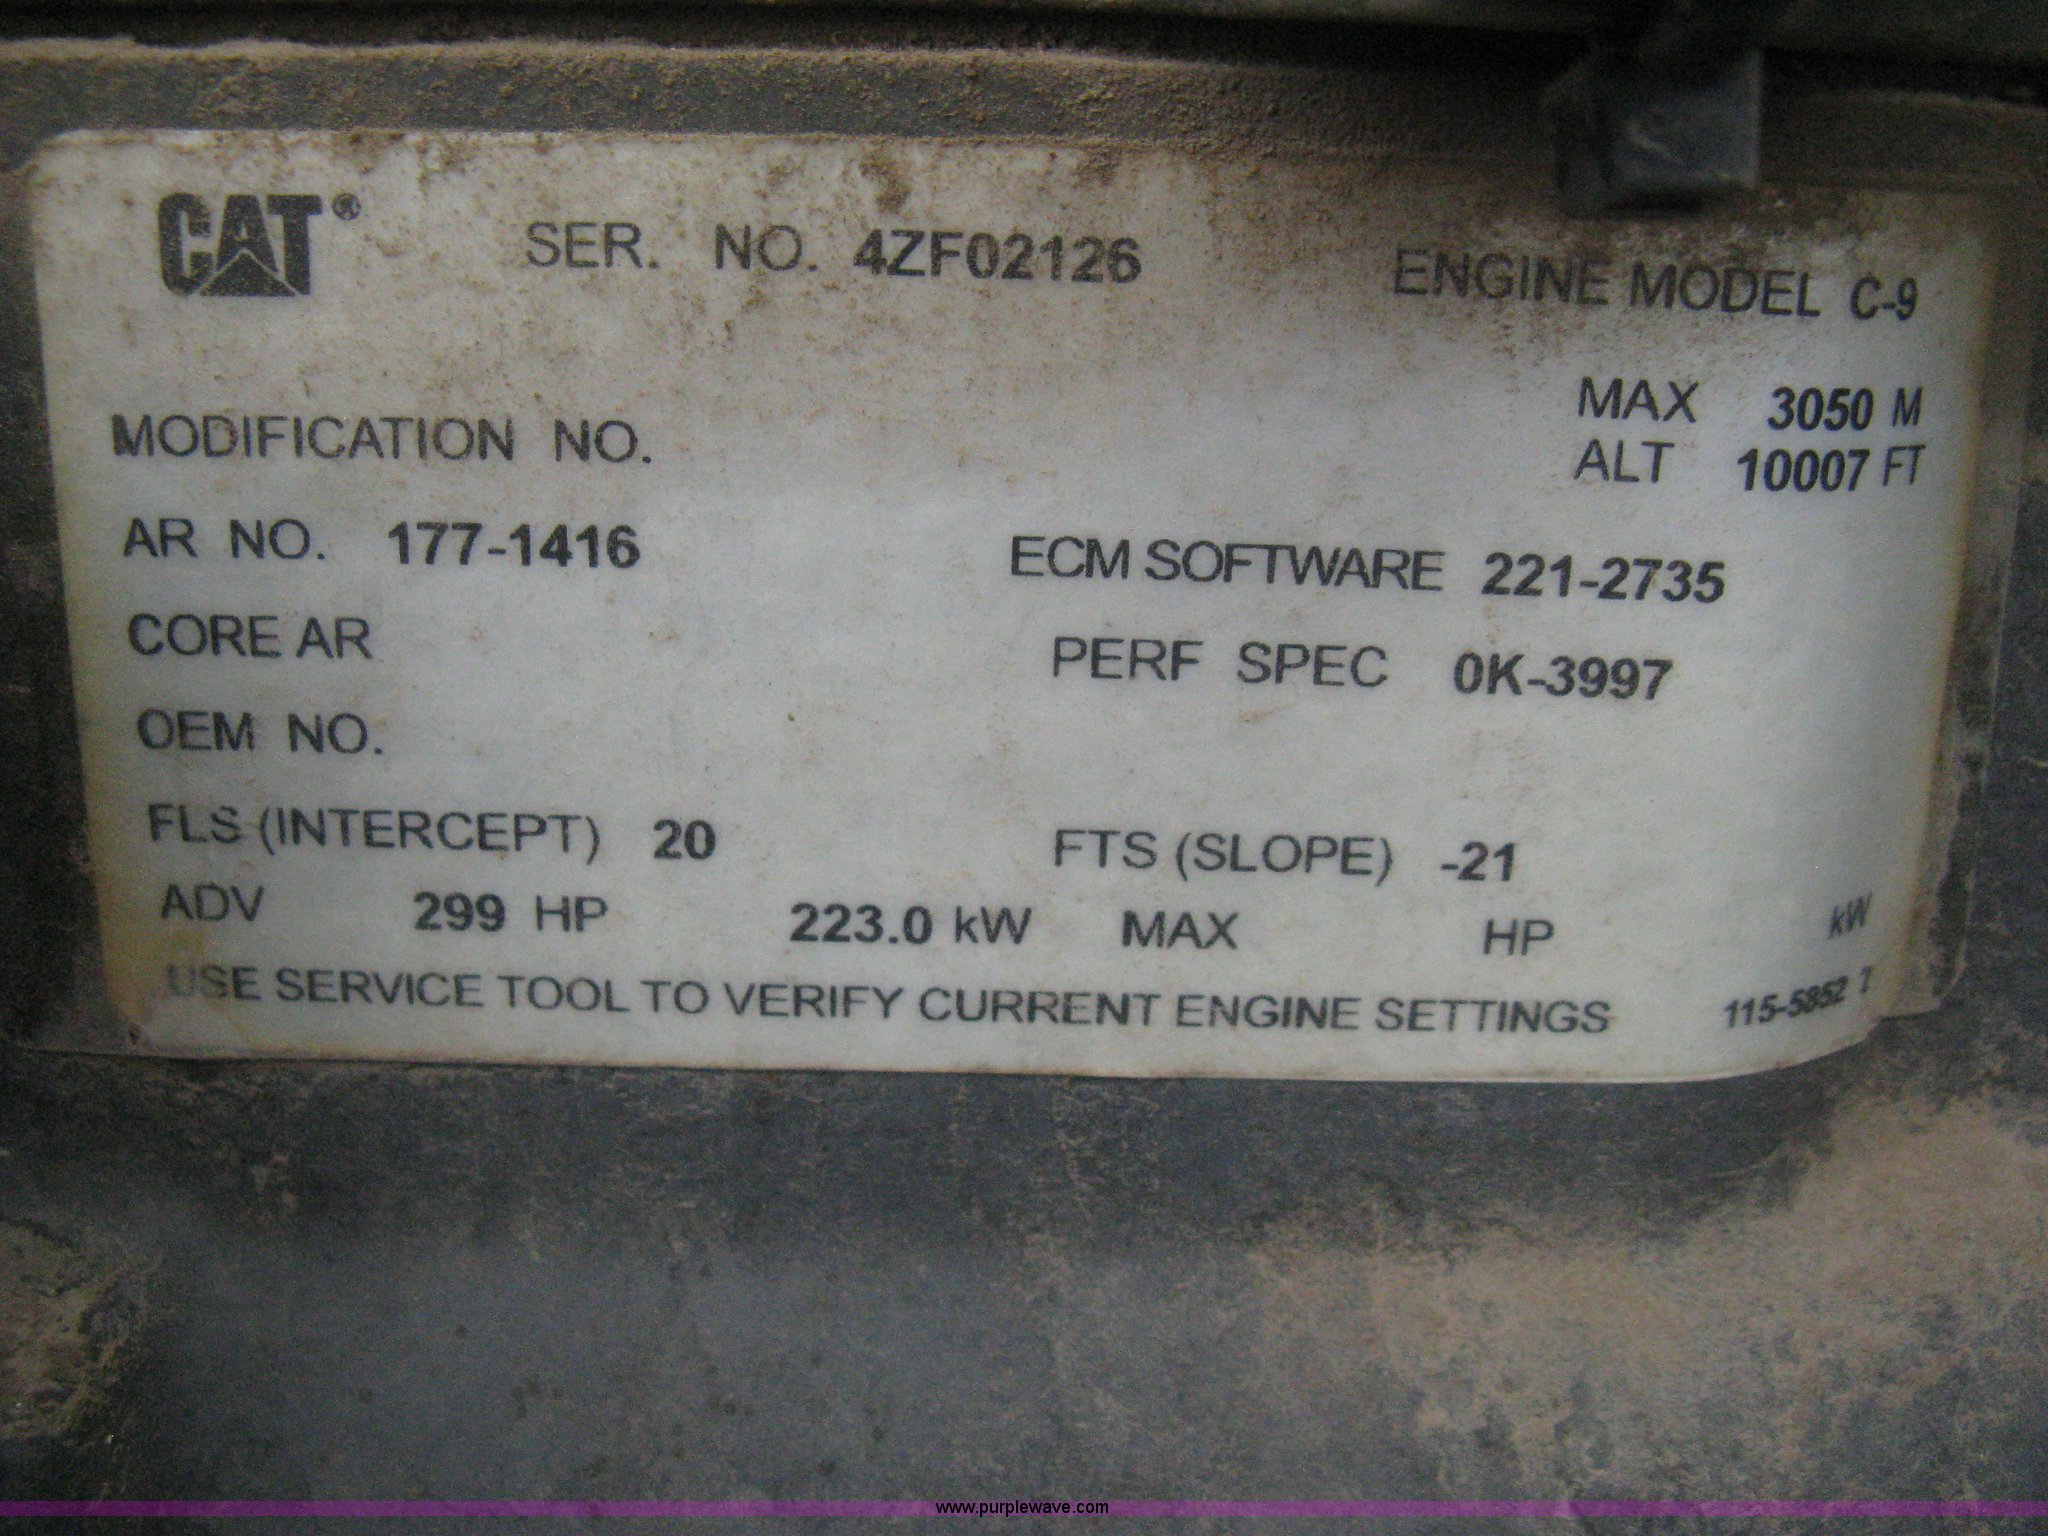 CAT® SER. NO. 4ZF02126 ENGINE MODEL C-9
MAX 3050 M
MODIFICATION NO.
ALT 10007 FT
AR NO. 177-1416 ECM SOFTWARE 221-2735
CORE AR PERF SPEC 0K-3997
OEM NO.
FLS (INTERCEPT) 20 FTS (SLOPE) -21
ADV 299 HP 223.0 kW MAX HP kW
USE SERVICE TOOL TO VERIFY CURRENT ENGINE SETTINGS 115-5852 7
www.purplewave.com